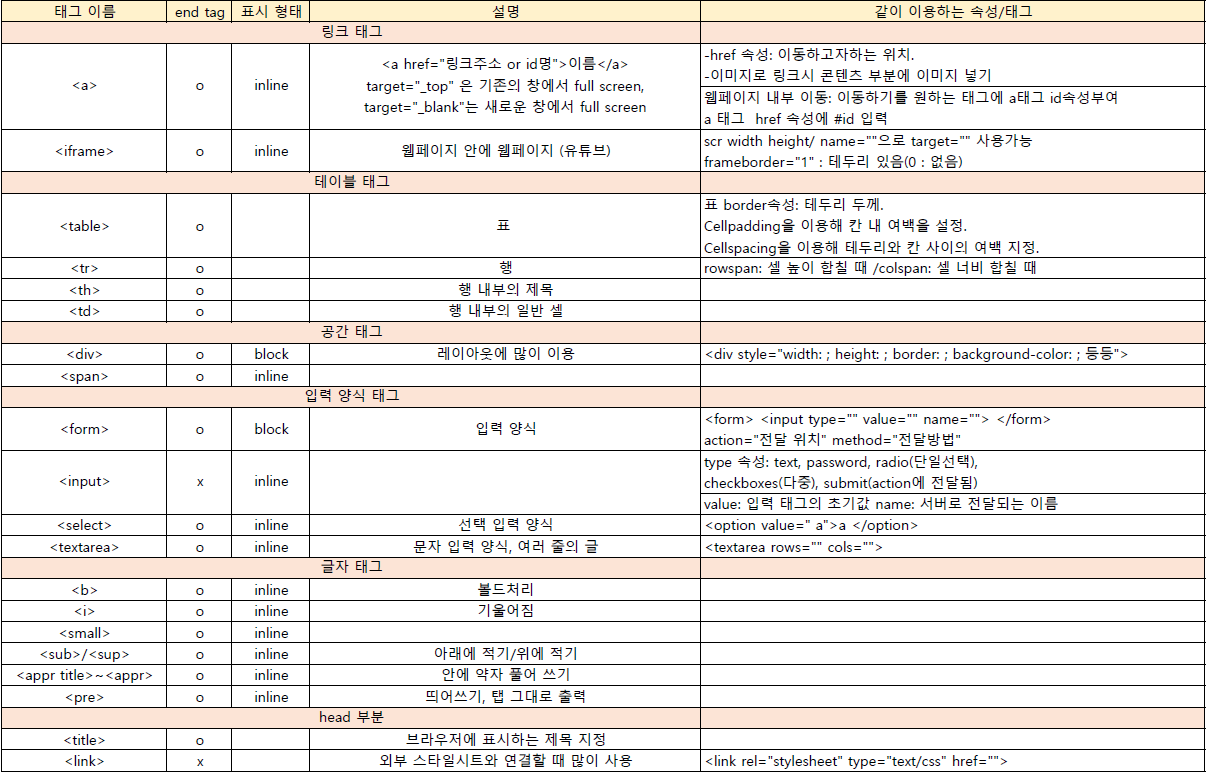 태그 이름 end tag 표시 형태 설명 같이 이용하는 속성/태그
링크 태그
<a> o inline
<a href="링크주소 or id명">이름</a>
target="_top" 은 기존의 창에서 full screen,
target="_blank"는 새로운 창에서 full screen
-href 속성: 이동하고자하는 위치.
-이미지로 링크시 콘텐츠 부분에 이미지 넣기
웹페이지 내부 이동: 이동하기를 원하는 태그에 a태그 id속성부여
a 태그 href 속성에 #id 입력
<iframe> o inline 웹페이지 안에 웹페이지 (유튜브)
scr width height/ name=""으로 target="" 사용가능
frameborder="1" : 테두리 있음(0 : 없음)
테이블 태그
<table> o 표
표 border속성: 테두리 두께.
Cellpadding을 이용해 칸 내 여백을 설정.
Cellspacing을 이용해 테두리와 칸 사이의 여백 지정.
<tr> o 행 rowspan: 셀 높이 합칠 때 /colspan: 셀 너비 합칠 때
<th> o 행 내부의 제목
<td> o 행 내부의 일반 셀
공간 태그
<div> o block 레이아웃에 많이 이용 <div style="width: ; height: ; border: ; background-color: ; 등등">
<span> o inline
입력 양식 태그
<form> o block 입력 양식
<form> <input type="" value="" name=""> </form>
action="전달 위치" method="전달방법"
<input> x inline
type 속성: text, password, radio(단일선택),
checkboxes(다중), submit(action에 전달됨)
value: 입력 태그의 초기값 name: 서버로 전달되는 이름
<select> o inline 선택 입력 양식 <option value=" a">a </option>
<textarea> o inline 문자 입력 양식, 여러 줄의 글 <textarea rows="" cols="">
글자 태그
<b> o inline 볼드처리
<i> o inline 기울어짐
<small> o inline
<sub>/<sup> o inline 아래에 적기/위에 적기
<appr title>~<appr> o inline 안에 약자 풀어 쓰기
<pre> o inline 띄어쓰기, 탭 그대로 출력
head 부분
<title> o 브라우저에 표시하는 제목 지정
<link> x 외부 스타일시트와 연결할 때 많이 사용 <link rel="stylesheet" type="text/css" href="">